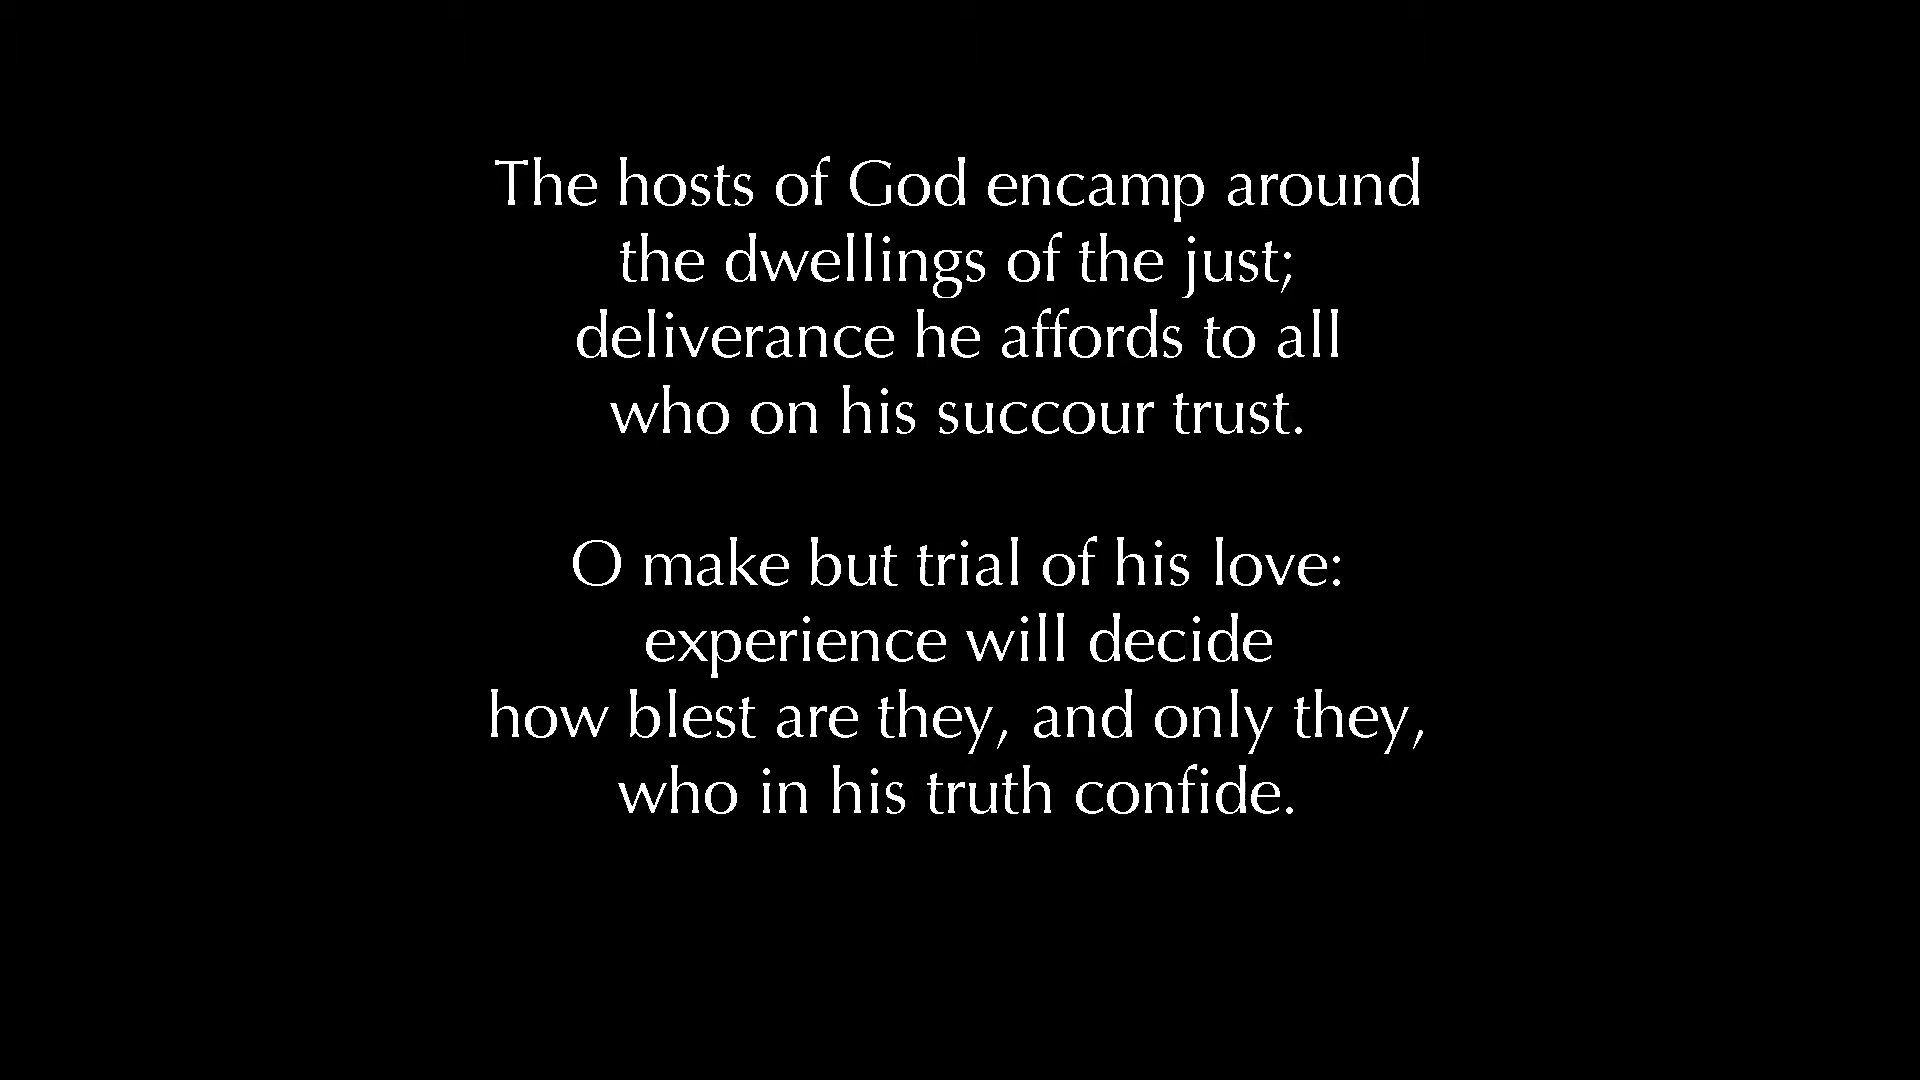 The hosts of God encamp around
the dwellings of the just;
deliverance he affords to all
who on his succour trust.
O make but trial of his love:
experience will decide
how blest are they, and only they,
who in his truth confide.